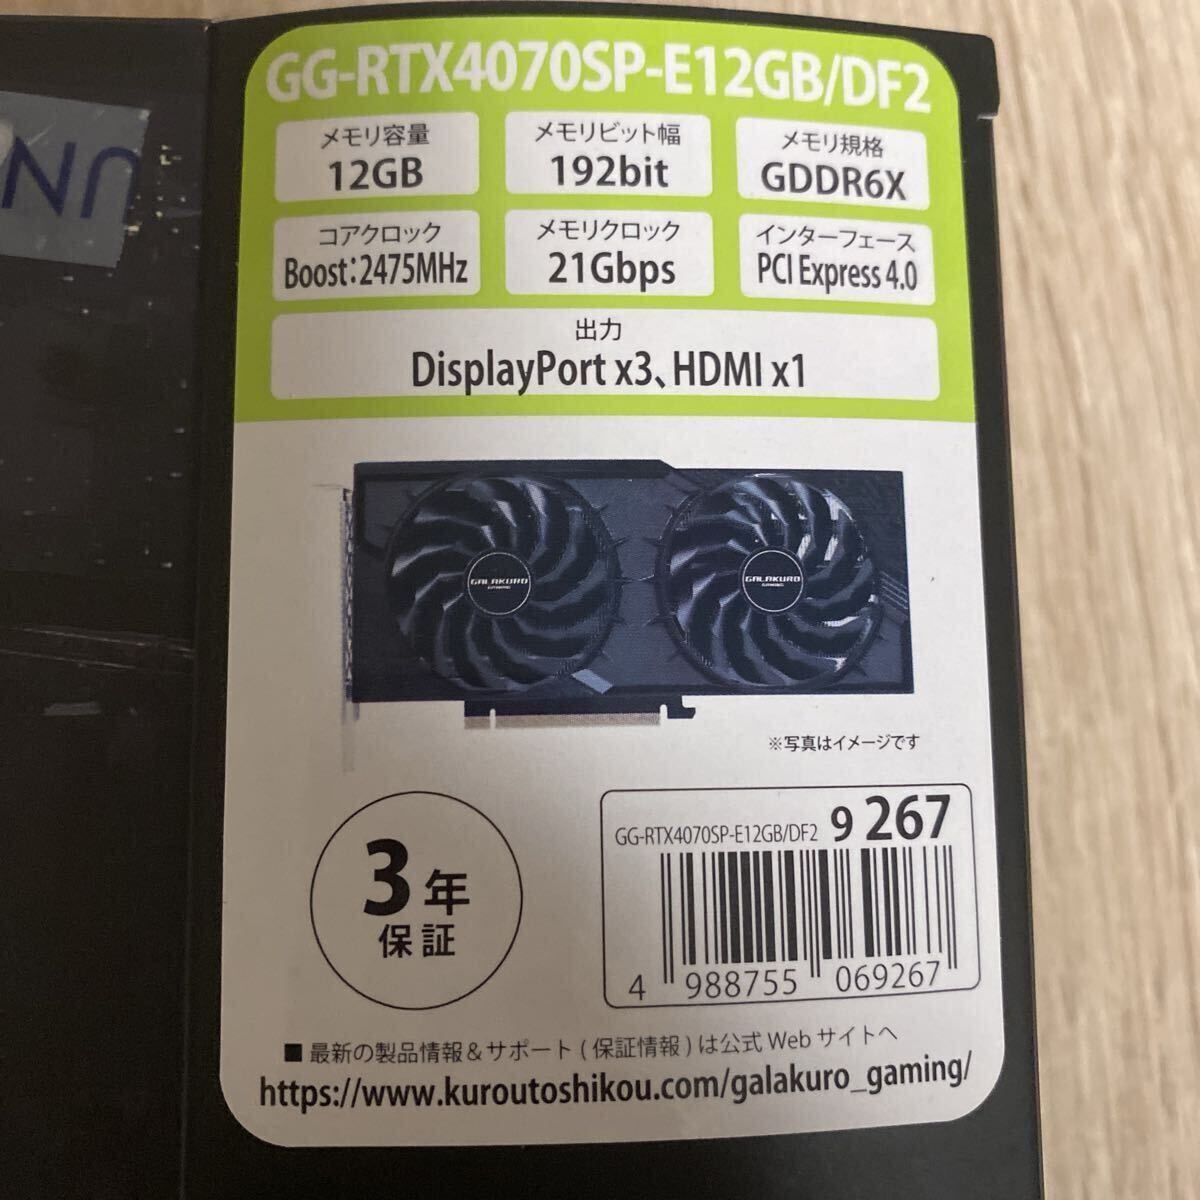 GG-RTX4070SP-E12GB/DF2
メモリ容量
12GB
メモリビット幅
192bit
メモリ規格
GDDR6X
コアクロック
Boost:2475MHz
メモリクロック
21Gbps
インターフェース
PCI Express 4.0
出力
DisplayPort x3、HDMI x1
GALAKURO
GAMING
GALAKURO
GAMING
※写真はイメージです
3年
保証
GG-RTX4070SP-E12GB/DF2 9 267
4 988755 069267
■ 最新の製品情報＆サポート ( 保証情報 ) は公式 Web サイトへ
https://www.kuroutoshikou.com/galakuro_gaming/